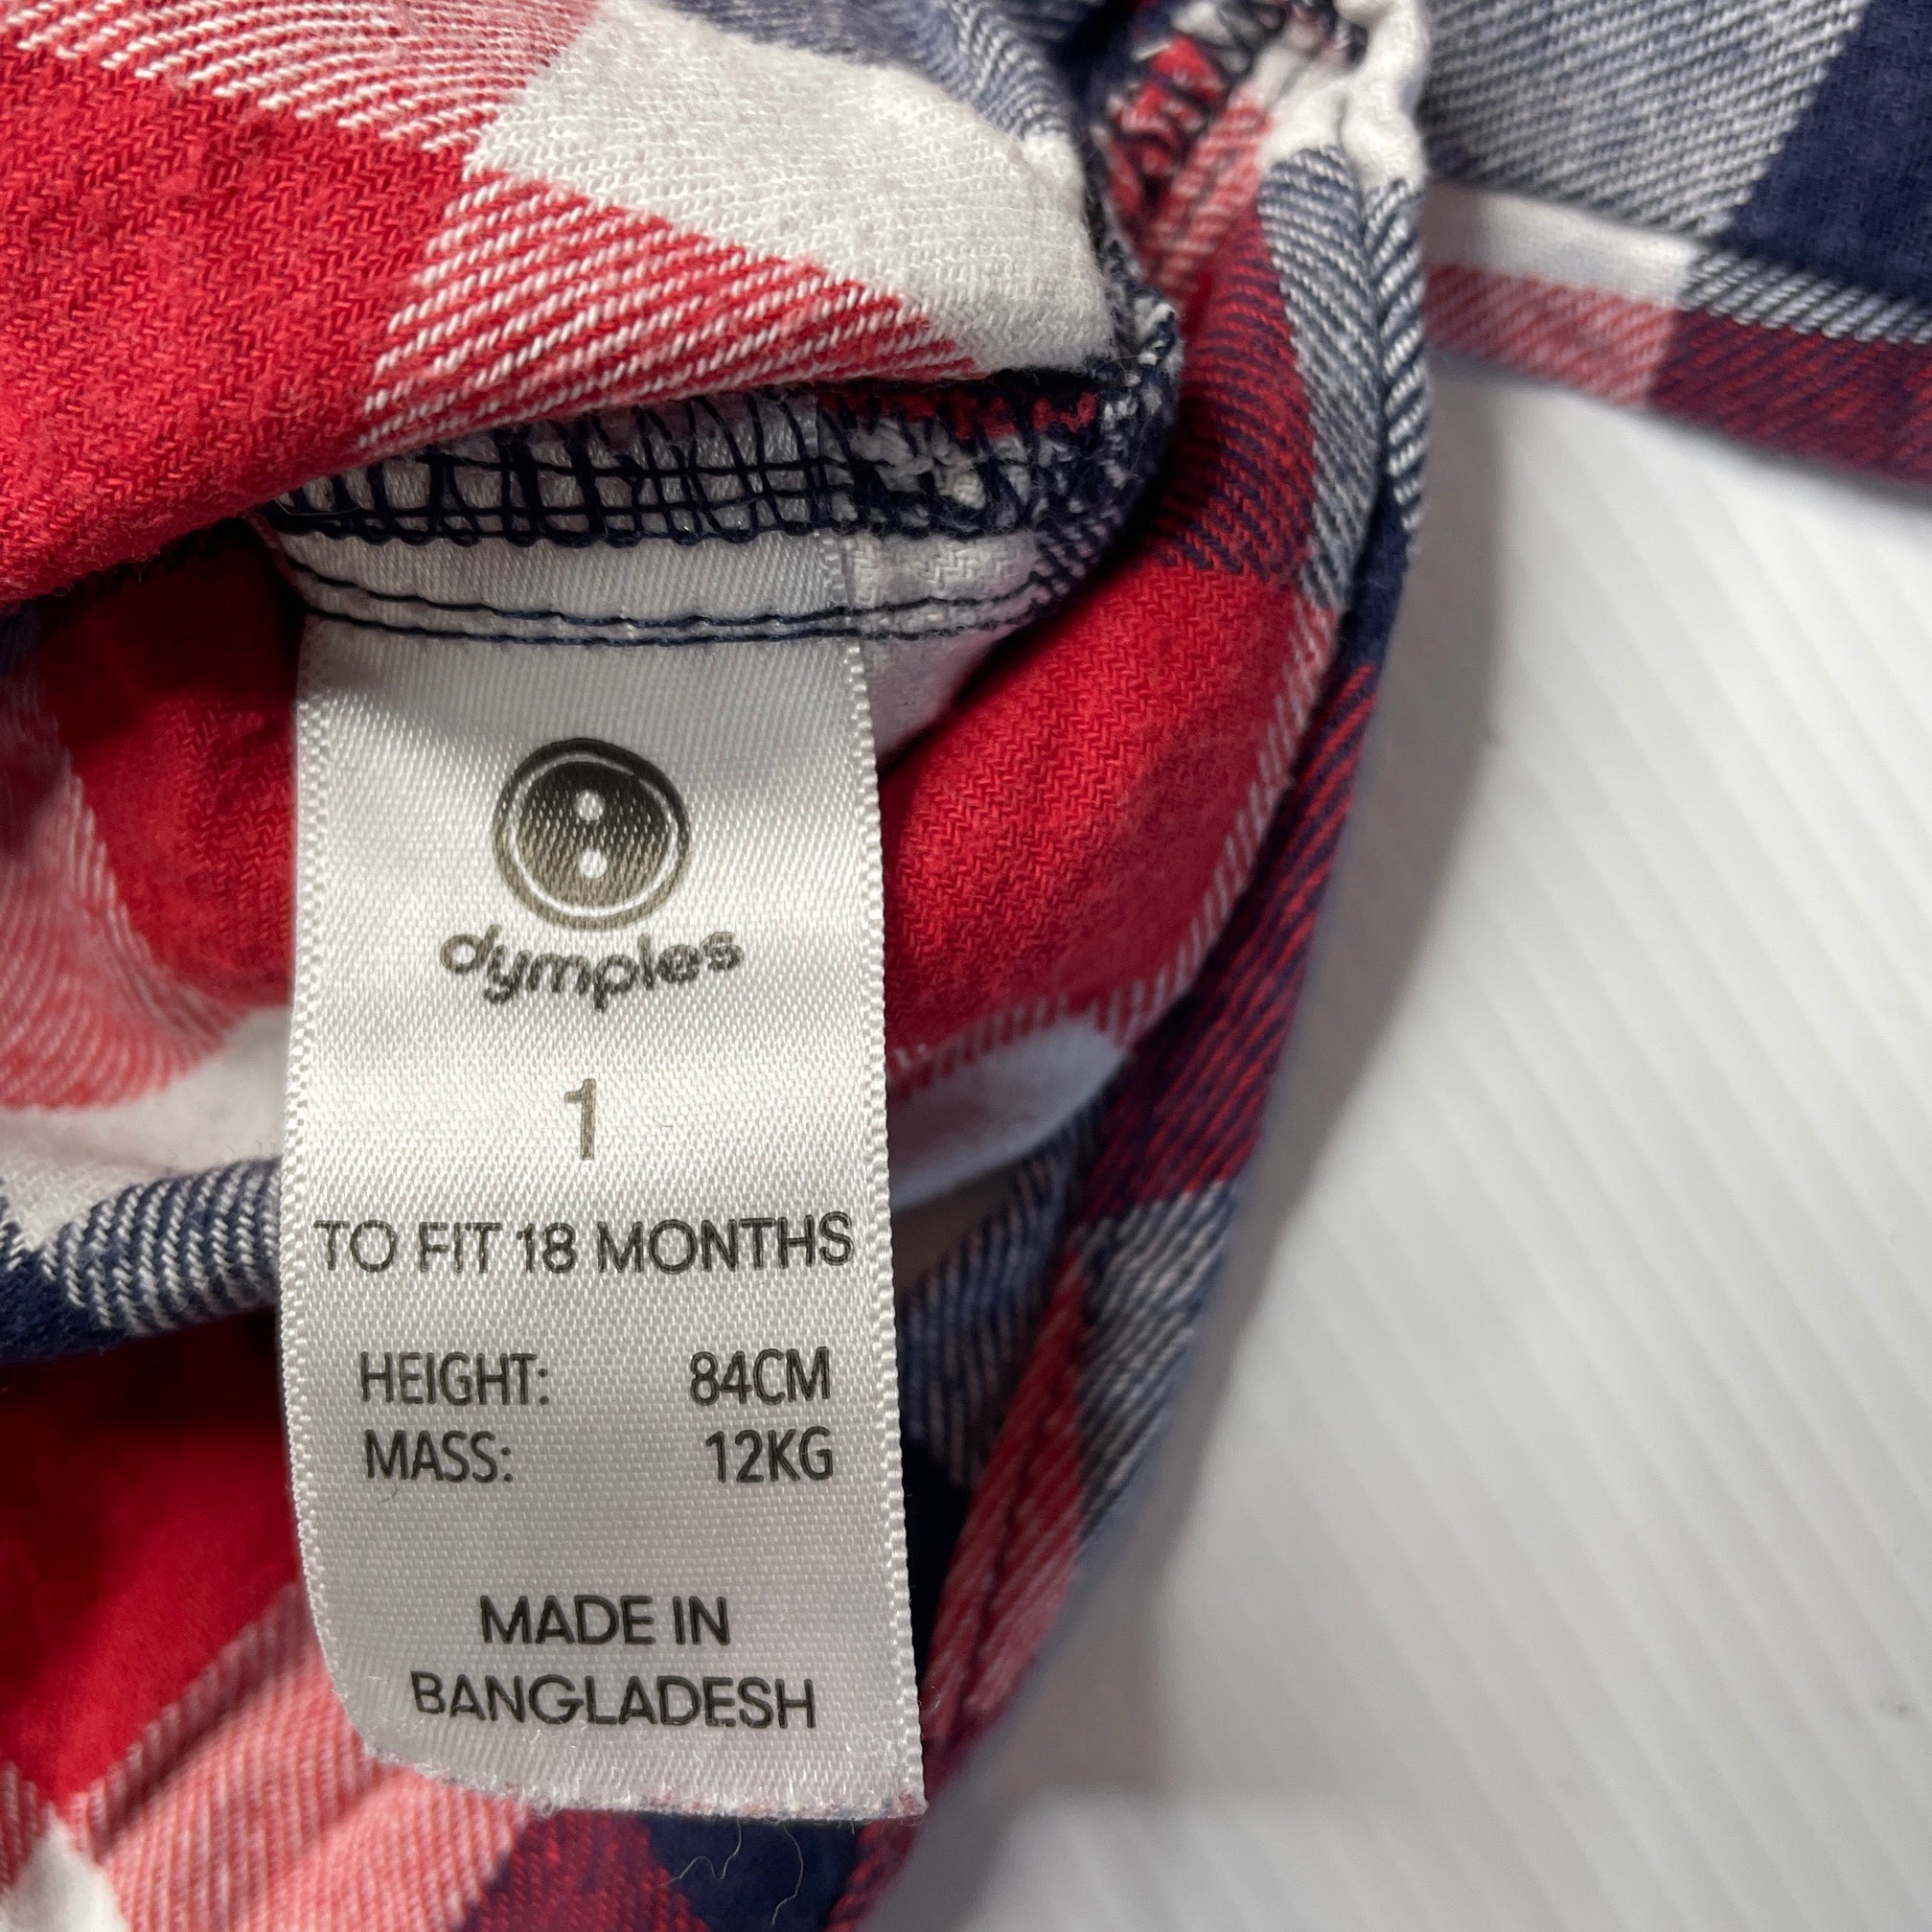 dymples
1
TO FIT 18 MONTHS
HEIGHT: 84CM
MASS: 12KG
MADE IN
BANGLADESH